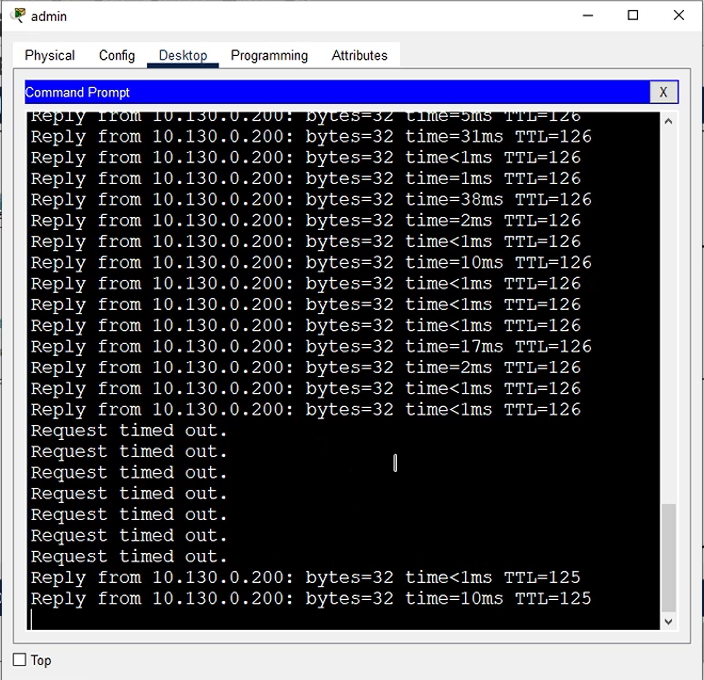 admin
Physical Config Desktop Programming Attributes
Command Prompt X
Reply from 10.130.0.200: bytes=32 time=5ms TTL=126
Reply from 10.130.0.200: bytes=32 time=31ms TTL=126
Reply from 10.130.0.200: bytes=32 time<1ms TTL=126
Reply from 10.130.0.200: bytes=32 time=1ms TTL=126
Reply from 10.130.0.200: bytes=32 time=38ms TTL=126
Reply from 10.130.0.200: bytes=32 time=2ms TTL=126
Reply from 10.130.0.200: bytes=32 time<1ms TTL=126
Reply from 10.130.0.200: bytes=32 time=10ms TTL=126
Reply from 10.130.0.200: bytes=32 time<1ms TTL=126
Reply from 10.130.0.200: bytes=32 time<1ms TTL=126
Reply from 10.130.0.200: bytes=32 time<1ms TTL=126
Reply from 10.130.0.200: bytes=32 time=17ms TTL=126
Reply from 10.130.0.200: bytes=32 time=2ms TTL=126
Reply from 10.130.0.200: bytes=32 time<1ms TTL=126
Reply from 10.130.0.200: bytes=32 time<1ms TTL=126
Request timed out.
Request timed out.
Request timed out.
Request timed out.
Request timed out.
Request timed out.
Request timed out.
Reply from 10.130.0.200: bytes=32 time<1ms TTL=125
Reply from 10.130.0.200: bytes=32 time=10ms TTL=125
Top